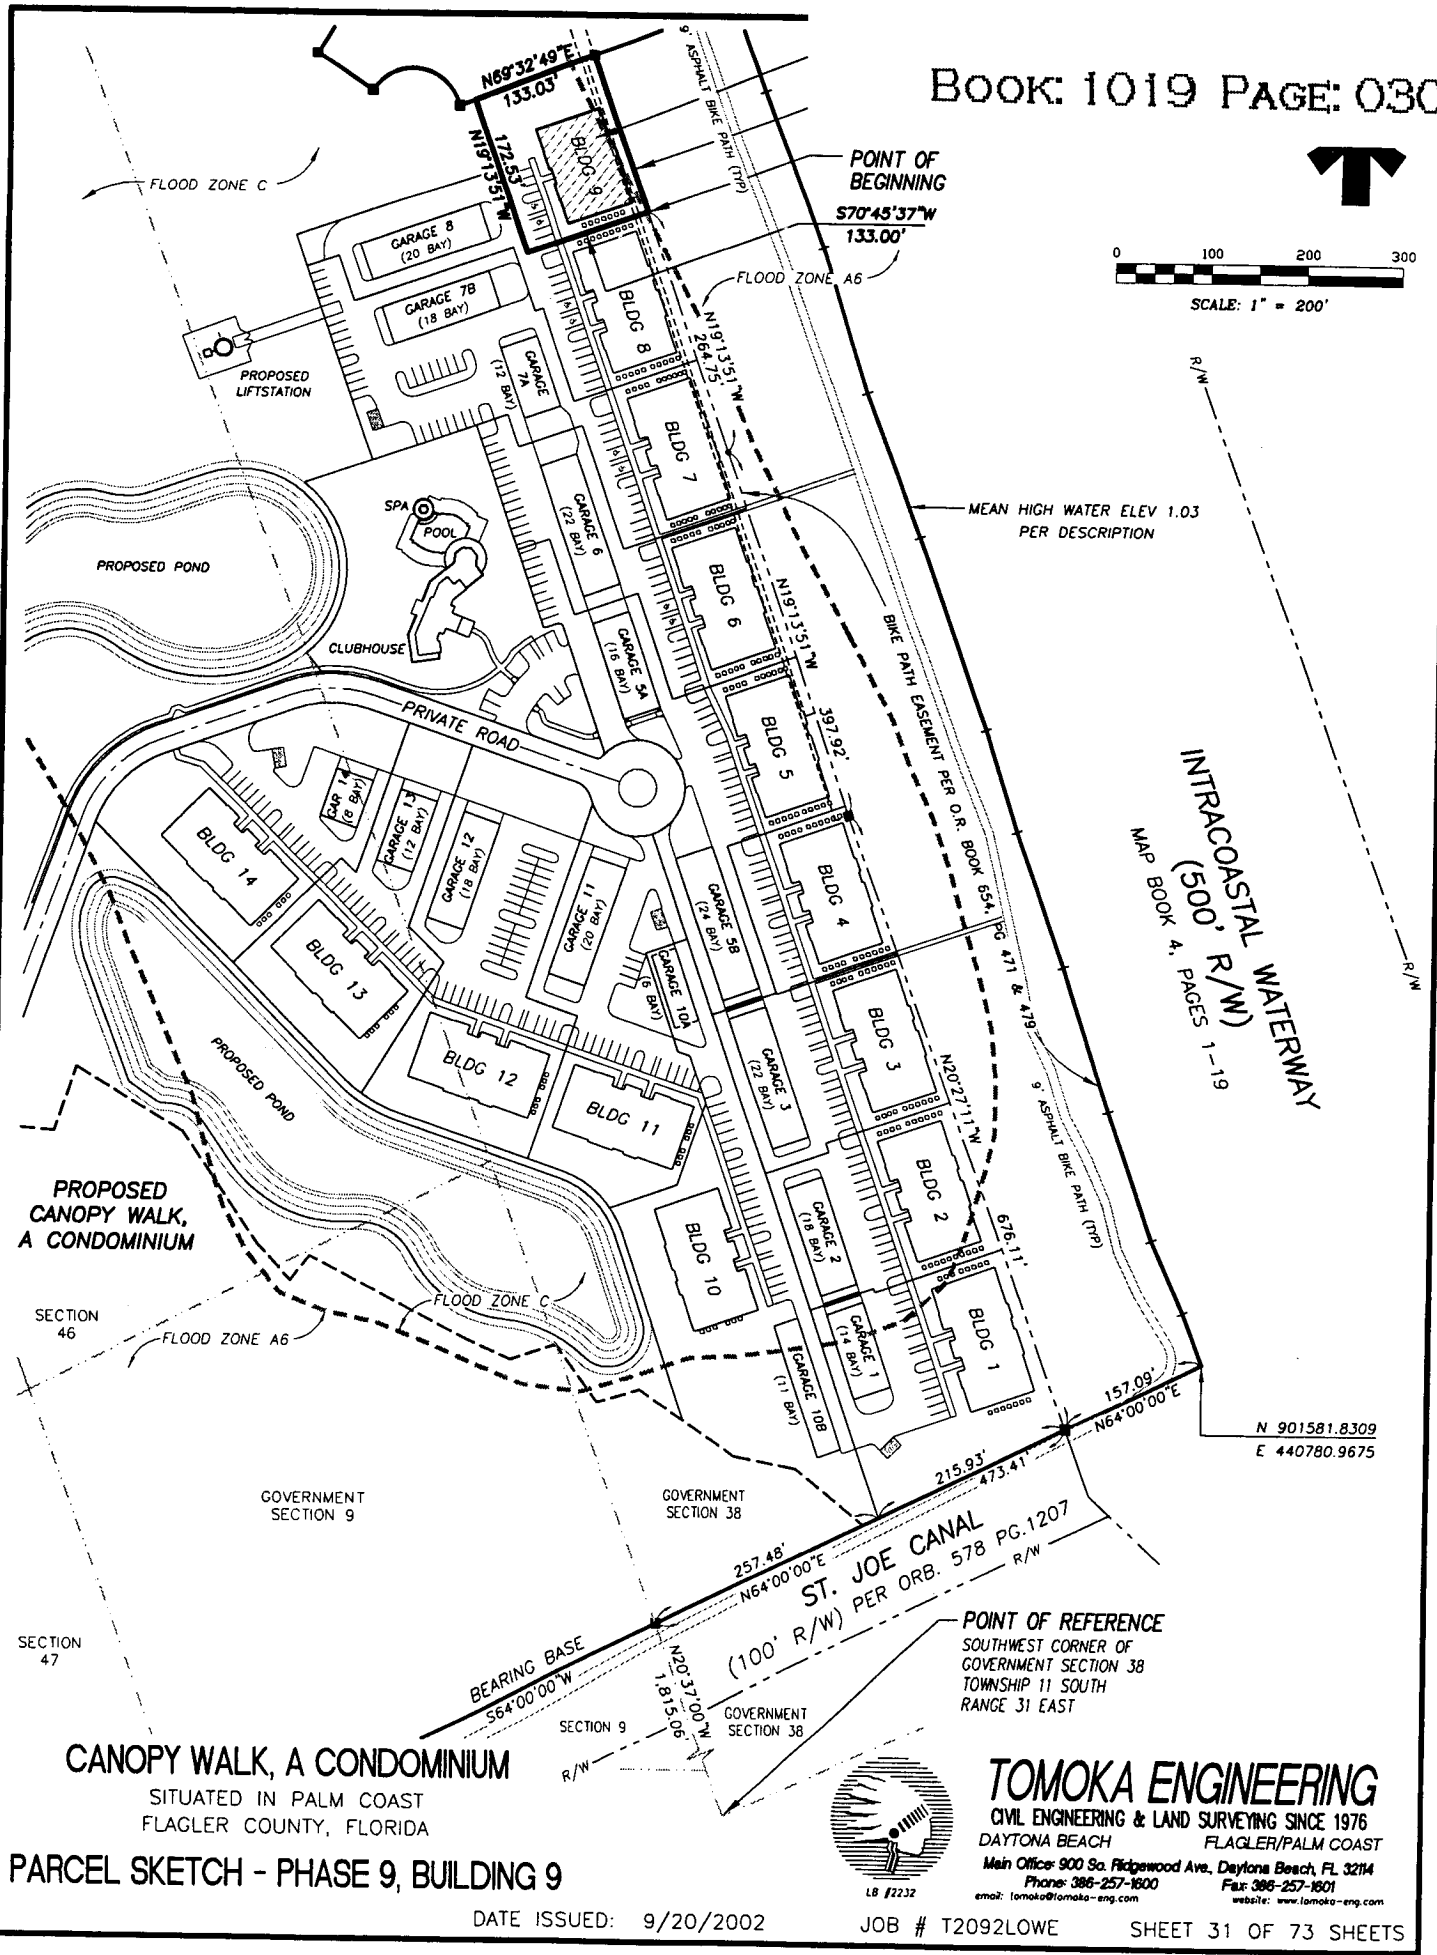 BOOK: 1019 PAGE: 030
N69°32'49"E
133.03'
172.53'
N19°13'51"W
BLDG 9
9' ASPHALT BIKE PATH (TYP)
POINT OF
BEGINNING
S70°45'37"W
133.00'
FLOOD ZONE C
FLOOD ZONE A6
0 100 200 300
SCALE: 1" = 200'
GARAGE 8
(20 BAY)
GARAGE 7B
(18 BAY)
GARAGE
7A
(12 BAY)
BLDG 8
N19°13'51"W
264.75'
R/W
PROPOSED
LIFTSTATION
BLDG 7
SPA
POOL
GARAGE 6
(22 BAY)
MEAN HIGH WATER ELEV 1.03
PER DESCRIPTION
PROPOSED POND
BLDG 6
N19°13'51"W
397.92'
CLUBHOUSE
GARAGE 5A
(16 BAY)
BIKE PATH EASEMENT PER O.R. BOOK 654, PG 471 & 479
PRIVATE ROAD
BLDG 5
INTRACOASTAL WATERWAY
(500' R/W)
MAP BOOK 4, PAGES 1-19
R/W
GAR 14
(8 BAY)
GARAGE 13
(12 BAY)
GARAGE 12
(18 BAY)
GARAGE 11
(20 BAY)
BLDG 14
BLDG 4
GARAGE 5B
(24 BAY)
BLDG 13
GARAGE 10A
(6 BAY)
BLDG 3
GARAGE 3
(22 BAY)
N20°27'11"W
676.11'
9' ASPHALT BIKE PATH (TYP)
PROPOSED POND
BLDG 12
BLDG 11
BLDG 2
PROPOSED
CANOPY WALK,
A CONDOMINIUM
BLDG 10
GARAGE 2
(18 BAY)
SECTION
46
FLOOD ZONE C
FLOOD ZONE A6
BLDG 1
GARAGE 1
(14 BAY)
GARAGE 10B
(11 BAY)
157.09'
N64°00'00"E
N 901581.8309
E 440780.9675
215.93'
473.41'
GOVERNMENT
SECTION 9
GOVERNMENT
SECTION 38
257.48'
N64°00'00"E
ST. JOE CANAL
(100' R/W) PER ORB. 578 PG.1207
R/W
SECTION
47
POINT OF REFERENCE
SOUTHWEST CORNER OF
GOVERNMENT SECTION 38
TOWNSHIP 11 SOUTH
RANGE 31 EAST
BEARING BASE
S64°00'00"W
N20°37'00"W
1,815.06'
SECTION 9
GOVERNMENT
SECTION 38
R/W
CANOPY WALK, A CONDOMINIUM
SITUATED IN PALM COAST
FLAGLER COUNTY, FLORIDA
PARCEL SKETCH - PHASE 9, BUILDING 9
LB #2232
TOMOKA ENGINEERING
CIVIL ENGINEERING & LAND SURVEYING SINCE 1976
DAYTONA BEACH FLAGLER/PALM COAST
Main Office: 900 So. Ridgewood Ave., Daytona Beach, FL 32114
Phone: 386-257-1600 Fax: 386-257-1601
email: tomoka@tomoka-eng.com website: www.tomoka-eng.com
DATE ISSUED: 9/20/2002 JOB # T2092LOWE SHEET 31 OF 73 SHEETS